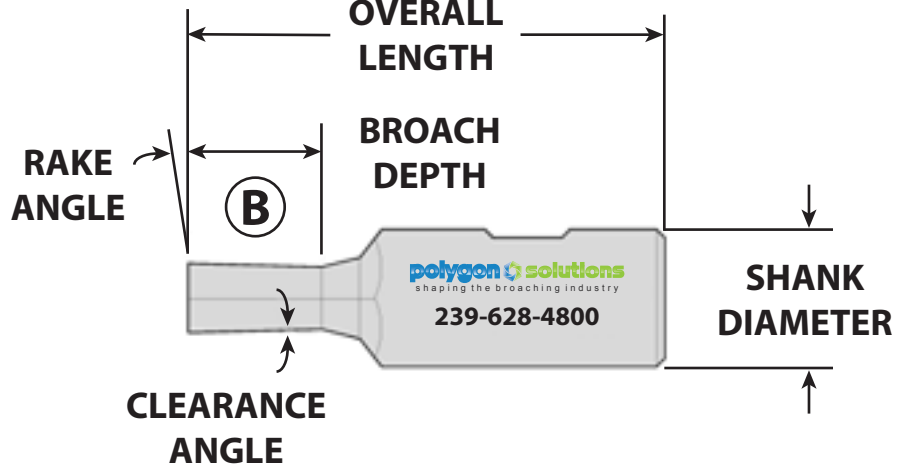 OVERALL
LENGTH
BROACH
DEPTH
RAKE
ANGLE
B
polygon solutions
shaping the broaching industry
239-628-4800
SHANK
DIAMETER
CLEARANCE
ANGLE